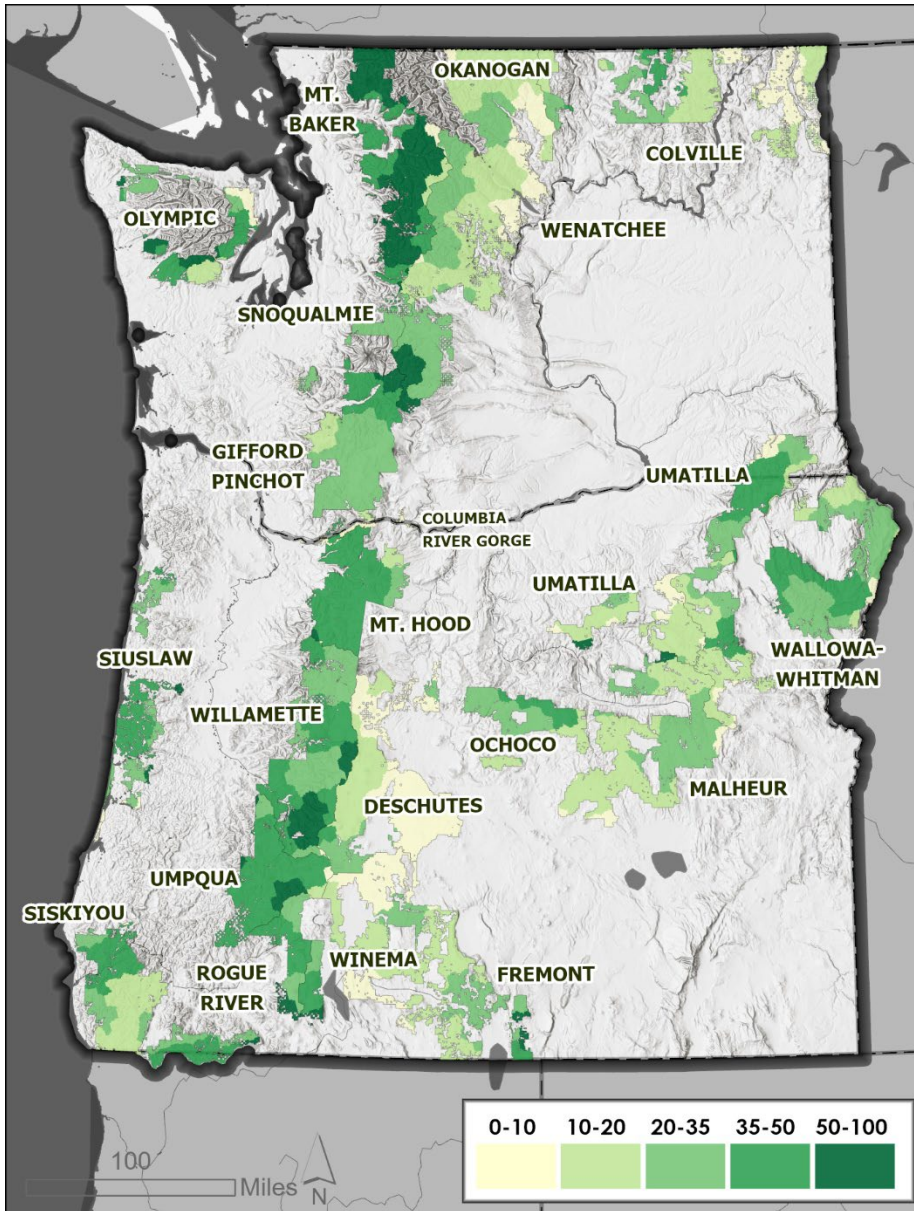 OKANOGAN
MT.
BAKER
COLVILLE
OLYMPIC
WENATCHEE
SNOQUALMIE
GIFFORD
PINCHOT
UMATILLA
COLUMBIA
RIVER GORGE
UMATILLA
MT. HOOD
SIUSLAW
WALLOWA-
WHITMAN
WILLAMETTE
OCHOCO
MALHEUR
DESCHUTES
UMPQUA
SISKIYOU
WINEMA
ROGUE
RIVER
FREMONT
0-10 10-20 20-35 35-50 50-100
100
Miles
N